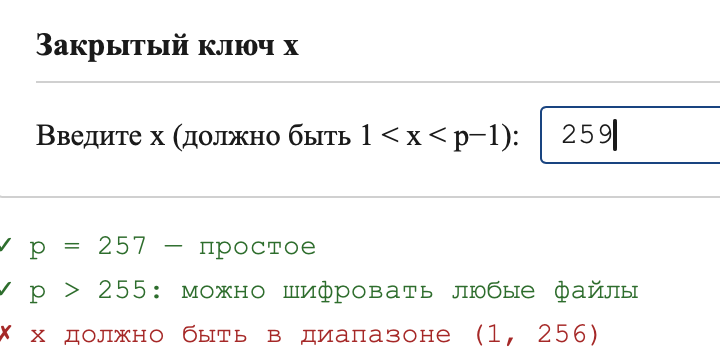 Закрытый ключ x
Введите x (должно быть 1 < x < p−1): 259
✓ p = 257 — простое
✓ p > 255: можно шифровать любые файлы
✗ x должно быть в диапазоне (1, 256)